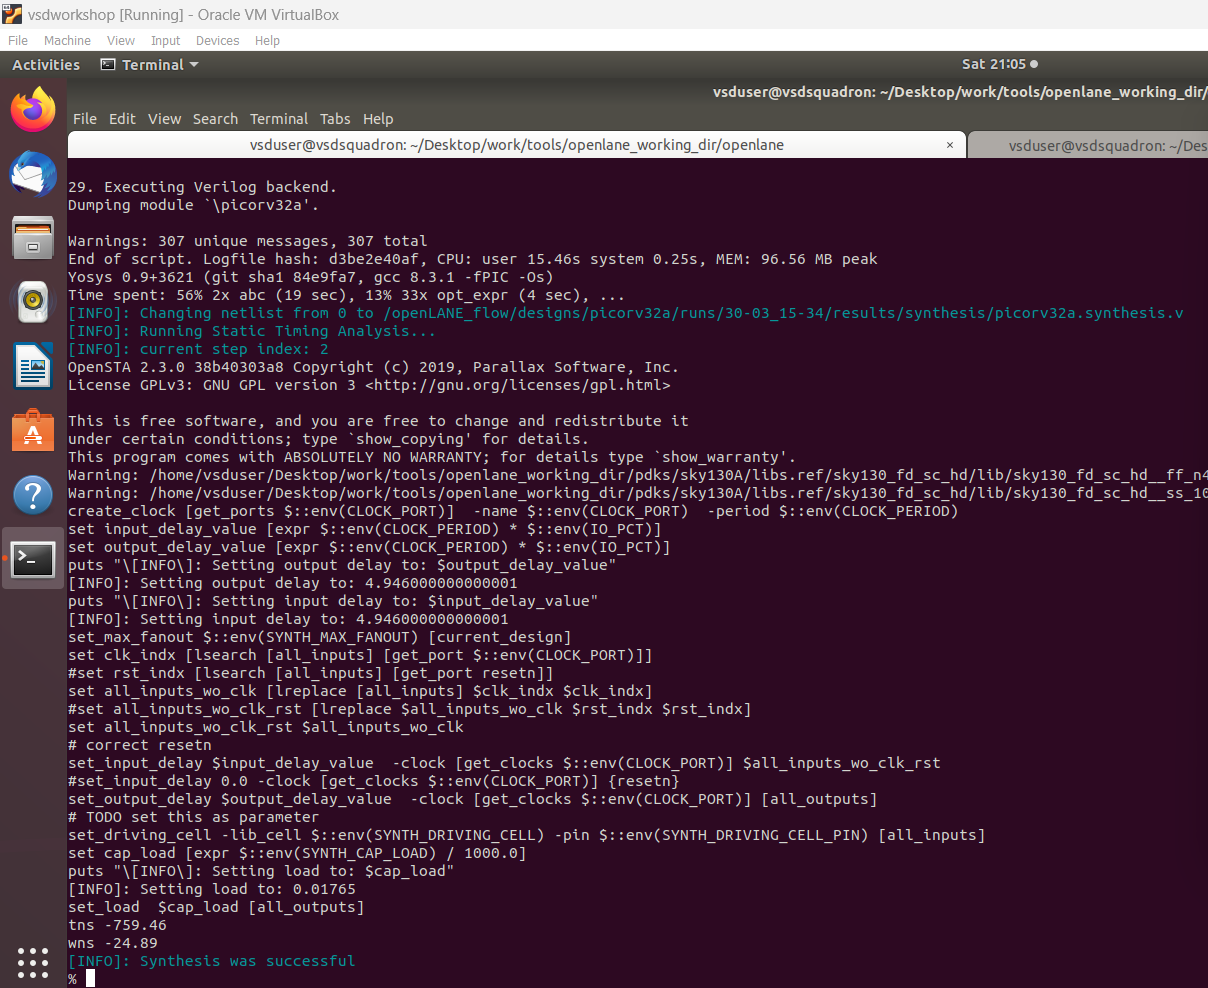 vsdworkshop [Running] - Oracle VM VirtualBox
File Machine View Input Devices Help
Activities Terminal Sat 21:05
vsduser@vsdsquadron: ~/Desktop/work/tools/openlane_working_dir/
File Edit View Search Terminal Tabs Help
vsduser@vsdsquadron: ~/Desktop/work/tools/openlane_working_dir/openlane × vsduser@vsdsquadron: ~/Des
29. Executing Verilog backend.
Dumping module `\picorv32a'.
Warnings: 307 unique messages, 307 total
End of script. Logfile hash: d3be2e40af, CPU: user 15.46s system 0.25s, MEM: 96.56 MB peak
Yosys 0.9+3621 (git sha1 84e9fa7, gcc 8.3.1 -fPIC -Os)
Time spent: 56% 2x abc (19 sec), 13% 33x opt_expr (4 sec), ...
[INFO]: Changing netlist from 0 to /openLANE_flow/designs/picorv32a/runs/30-03_15-34/results/synthesis/picorv32a.synthesis.v
[INFO]: Running Static Timing Analysis...
[INFO]: current step index: 2
OpenSTA 2.3.0 38b40303a8 Copyright (c) 2019, Parallax Software, Inc.
License GPLv3: GNU GPL version 3 <http://gnu.org/licenses/gpl.html>
This is free software, and you are free to change and redistribute it
under certain conditions; type `show_copying' for details.
This program comes with ABSOLUTELY NO WARRANTY; for details type `show_warranty'.
Warning: /home/vsduser/Desktop/work/tools/openlane_working_dir/pdks/sky130A/libs.ref/sky130_fd_sc_hd/lib/sky130_fd_sc_hd__ff_n4
Warning: /home/vsduser/Desktop/work/tools/openlane_working_dir/pdks/sky130A/libs.ref/sky130_fd_sc_hd/lib/sky130_fd_sc_hd__ss_10
create_clock [get_ports $::env(CLOCK_PORT)]  -name $::env(CLOCK_PORT)  -period $::env(CLOCK_PERIOD)
set input_delay_value [expr $::env(CLOCK_PERIOD) * $::env(IO_PCT)]
set output_delay_value [expr $::env(CLOCK_PERIOD) * $::env(IO_PCT)]
puts "\[INFO\]: Setting output delay to: $output_delay_value"
[INFO]: Setting output delay to: 4.946000000000001
puts "\[INFO\]: Setting input delay to: $input_delay_value"
[INFO]: Setting input delay to: 4.946000000000001
set_max_fanout $::env(SYNTH_MAX_FANOUT) [current_design]
set clk_indx [lsearch [all_inputs] [get_port $::env(CLOCK_PORT)]]
#set rst_indx [lsearch [all_inputs] [get_port resetn]]
set all_inputs_wo_clk [lreplace [all_inputs] $clk_indx $clk_indx]
#set all_inputs_wo_clk_rst [lreplace $all_inputs_wo_clk $rst_indx $rst_indx]
set all_inputs_wo_clk_rst $all_inputs_wo_clk
# correct resetn
set_input_delay $input_delay_value  -clock [get_clocks $::env(CLOCK_PORT)] $all_inputs_wo_clk_rst
#set_input_delay 0.0 -clock [get_clocks $::env(CLOCK_PORT)] {resetn}
set_output_delay $output_delay_value  -clock [get_clocks $::env(CLOCK_PORT)] [all_outputs]
# TODO set this as parameter
set_driving_cell -lib_cell $::env(SYNTH_DRIVING_CELL) -pin $::env(SYNTH_DRIVING_CELL_PIN) [all_inputs]
set cap_load [expr $::env(SYNTH_CAP_LOAD) / 1000.0]
puts "\[INFO\]: Setting load to: $cap_load"
[INFO]: Setting load to: 0.01765
set_load  $cap_load [all_outputs]
tns -759.46
wns -24.89
[INFO]: Synthesis was successful
%